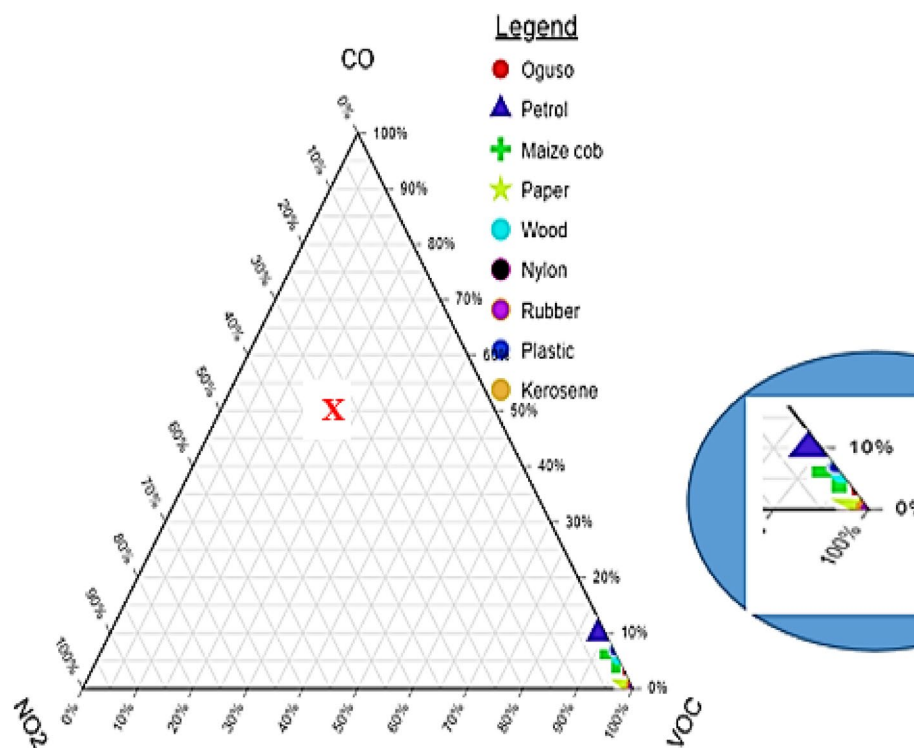 Legend
CO
Oguso
Petrol
Maize cob
Paper
Wood
Nylon
Rubber
Plastic
Kerosene
0%
10%
20%
30%
40%
50%
60%
70%
80%
90%
100%
100%
90%
80%
70%
60%
50%
40%
30%
20%
10%
0%
X
NO2
0%
10%
20%
30%
40%
50%
60%
70%
80%
90%
100%
VOC
10%
0%
100%